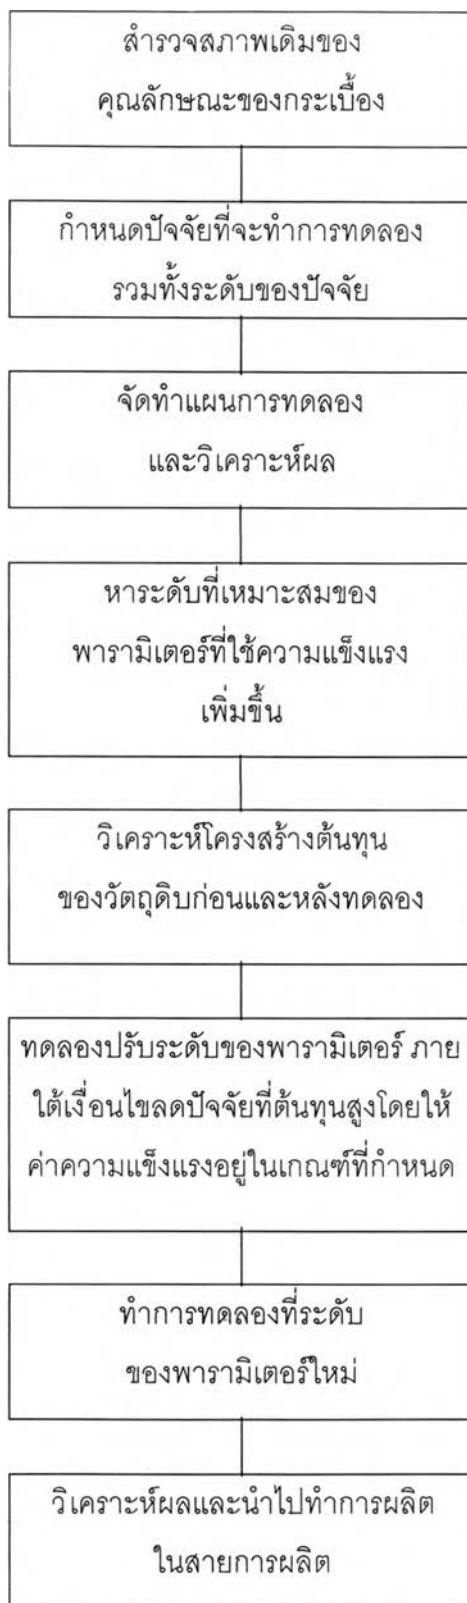 สำรวจสภาพเดิมของ
คุณลักษณะของกระเบื้อง
กำหนดปัจจัยที่จะทำการทดลอง
รวมทั้งระดับของปัจจัย
จัดทำแผนการทดลอง
และวิเคราะห์ผล
หาระดับที่เหมาะสมของ
พารามิเตอร์ที่ใช้ความแข็งแรง
เพิ่มขึ้น
วิเคราะห์โครงสร้างต้นทุน
ของวัตถุดิบก่อนและหลังทดลอง
ทดลองปรับระดับของพารามิเตอร์ ภาย
ใต้เงื่อนไขลดปัจจัยที่ต้นทุนสูงโดยให้
ค่าความแข็งแรงอยู่ในเกณฑ์ที่กำหนด
ทำการทดลองที่ระดับ
ของพารามิเตอร์ใหม่
วิเคราะห์ผลและนำไปทำการผลิต
ในสายการผลิต